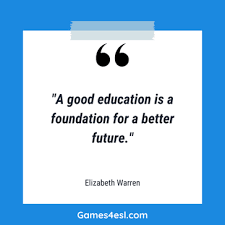 ❝
"A good education is a
foundation for a better
future."
Elizabeth Warren
Games4esl.com